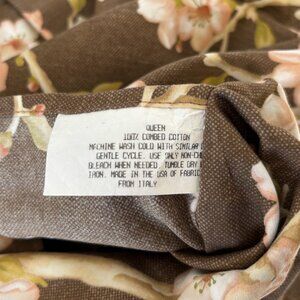 QUEEN
100% COMBED COTTON
MACHINE WASH COLD WITH SIMILAR
GENTLE CYCLE. USE ONLY NON-CH
BLEACH WHEN NEEDED. TUMBLE DRY
IRON. MADE IN THE USA OF FABRIC
FROM ITALY